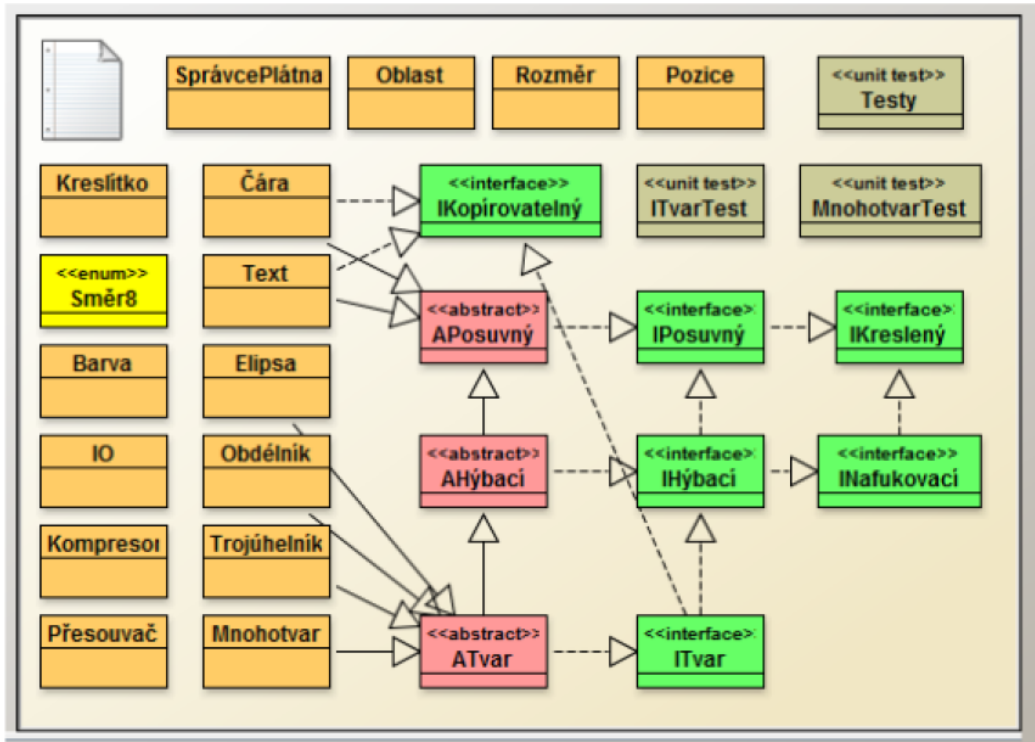 SprávcePlátna
Oblast
Rozměr
Pozice
<<unit test>>
Testy
Kreslítko
Čára
<<interface>>
IKopírovatelný
<<unit test>>
ITvarTest
<<unit test>>
MnohotvarTest
<<enum>>
Směr8
Text
<<abstract>>
APosuvný
<<interface>
IPosuvný
<<interface>
IKreslený
Barva
Elipsa
IO
Obdélník
<<abstract>>
AHýbací
<<interface>
IHýbací
<<interface>>
INafukovací
Kompresor
Trojúhelník
Přesouvač
Mnohotvar
<<abstract>>
ATvar
<<interface>
ITvar